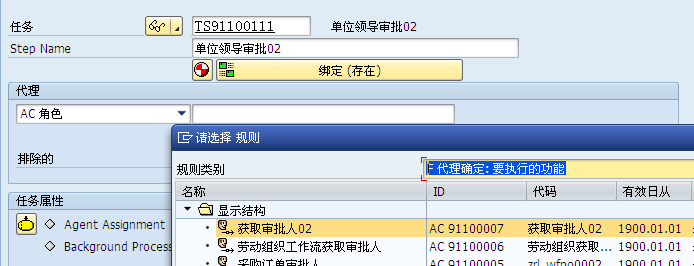 任务 TS91100111 单位领导审批02
Step Name 单位领导审批02
绑定 (存在)
代理
AC 角色
请选择 规则
排除的
规则类别 F 代理确定: 要执行的功能
名称 ID 代码 有效日从
任务属性
显示结构
Agent Assignment
获取审批人02 AC 91100007 获取审批人02 1900.01.01
Background Process
劳动组织工作流获取审批人 AC 91100006 劳动组织获取... 1900.01.01
采购订单审批人 AC 91100005 zrl_wfpo0002 1900.01.01